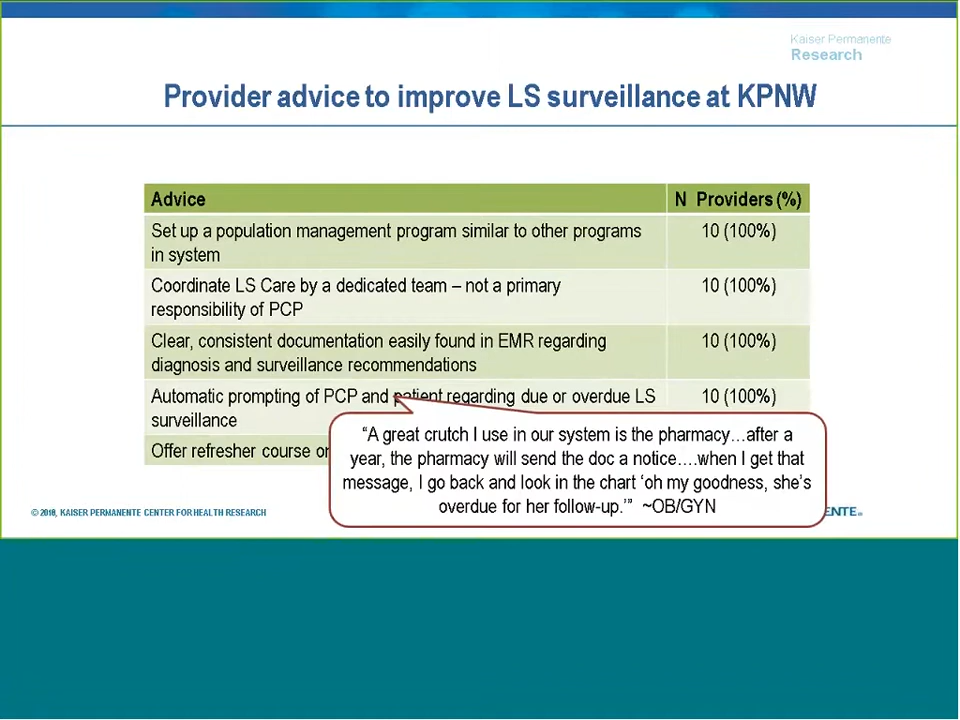 Kaiser Permanente
Research
Provider advice to improve LS surveillance at KPNW
Advice
N Providers (%)
Set up a population management program similar to other programs
in system
10 (100%)
Coordinate LS Care by a dedicated team – not a primary
responsibility of PCP
10 (100%)
Clear, consistent documentation easily found in EMR regarding
diagnosis and surveillance recommendations
10 (100%)
Automatic prompting of PCP and patient regarding due or overdue LS
surveillance
10 (100%)
Offer refresher course
“A great crutch I use in our system is the pharmacy…after a
year, the pharmacy will send the doc a notice….when I get that
message, I go back and look in the chart ‘oh my goodness, she’s
overdue for her follow-up.’” ~OB/GYN
© 2018, KAISER PERMANENTE CENTER FOR HEALTH RESEARCH